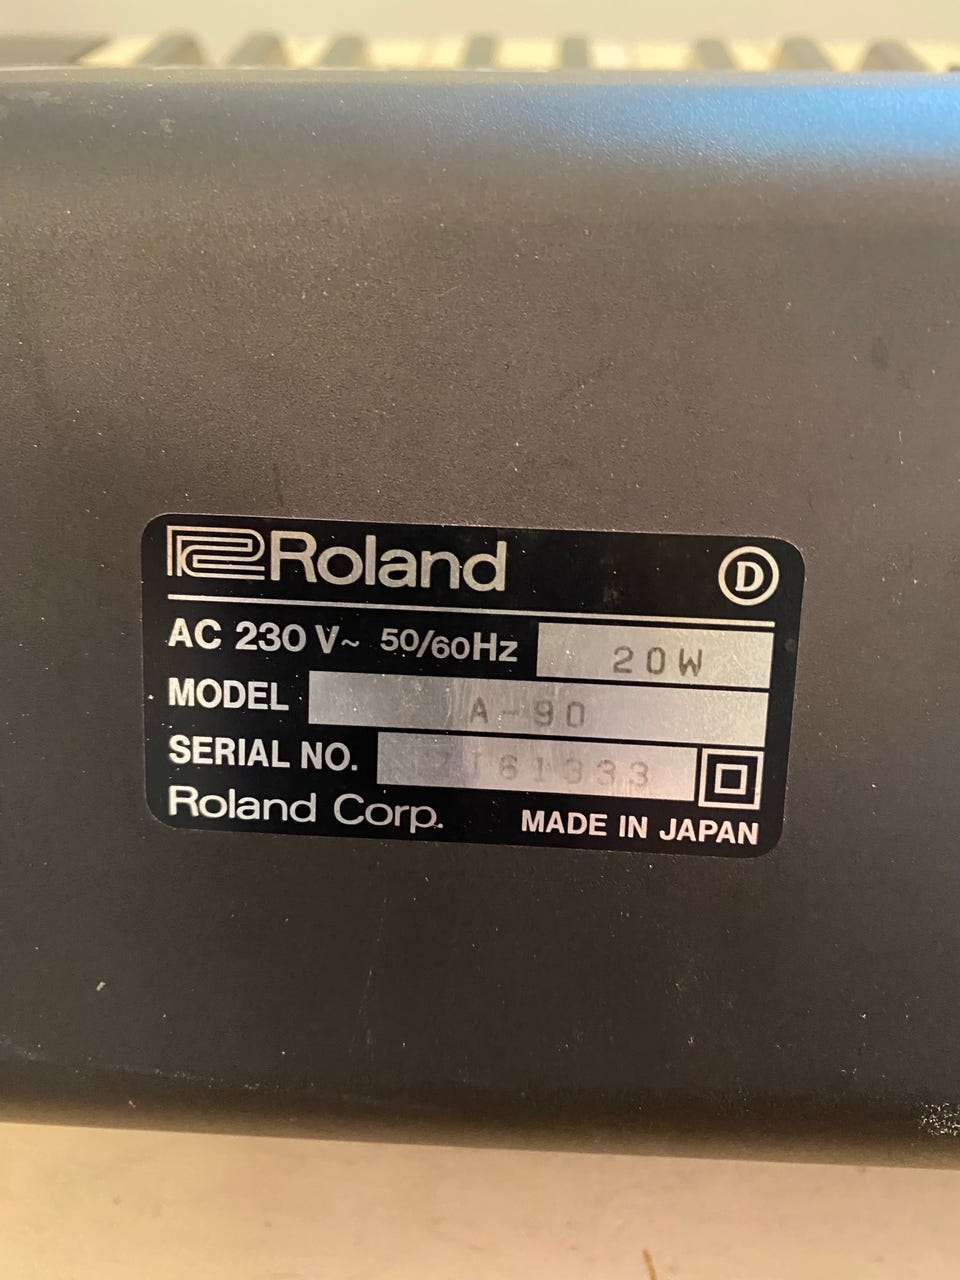 Roland
D
AC 230 V~ 50/60Hz 20W
MODEL A-90
SERIAL NO.
Roland Corp. MADE IN JAPAN